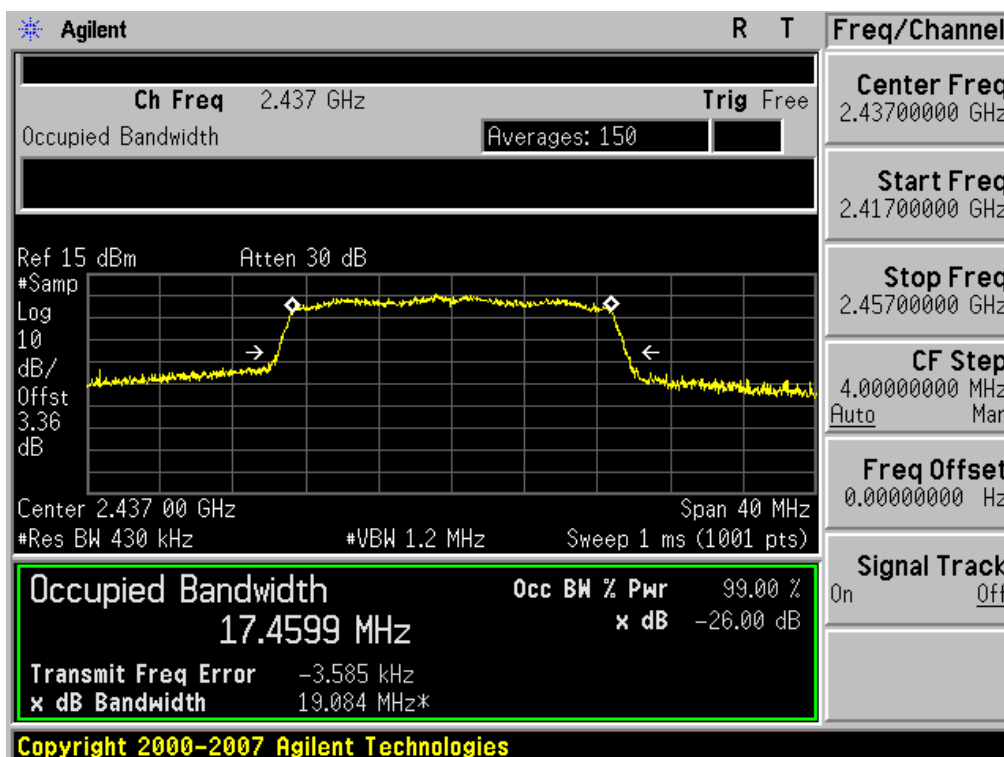 Agilent R T
Ch Freq 2.437 GHz Trig Free
Occupied Bandwidth Averages: 150
Ref 15 dBm Atten 30 dB
#Samp
Log
10
dB/
Offst
3.36
dB
Center 2.437 00 GHz Span 40 MHz
#Res BW 430 kHz #VBW 1.2 MHz Sweep 1 ms (1001 pts)
Occupied Bandwidth Occ BW % Pwr 99.00 %
17.4599 MHz x dB -26.00 dB
Transmit Freq Error -3.585 kHz
x dB Bandwidth 19.084 MHz*
Copyright 2000-2007 Agilent Technologies
Freq/Channel
Center Freq
2.43700000 GHz
Start Freq
2.41700000 GHz
Stop Freq
2.45700000 GHz
CF Step
4.00000000 MHz
Auto Man
Freq Offset
0.00000000 Hz
Signal Track
On Off